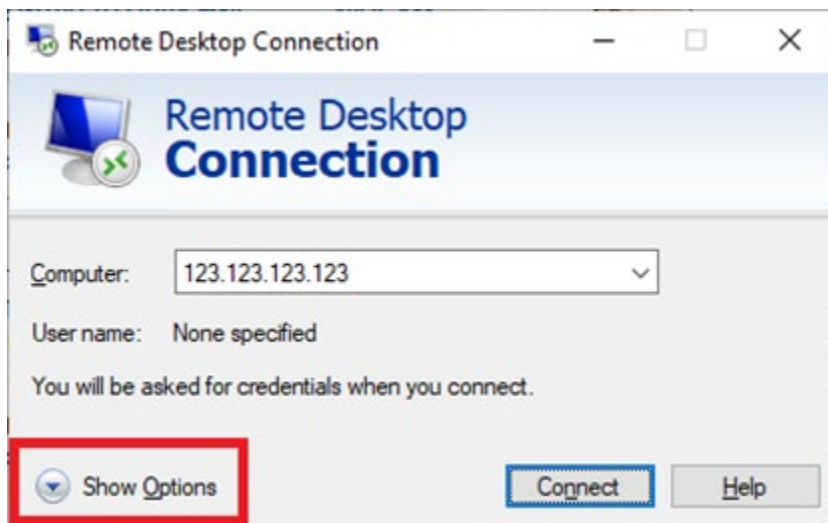 Remote Desktop Connection
Remote Desktop
Connection
Computer: 123.123.123.123
User name: None specified
You will be asked for credentials when you connect.
Show Options Connect Help